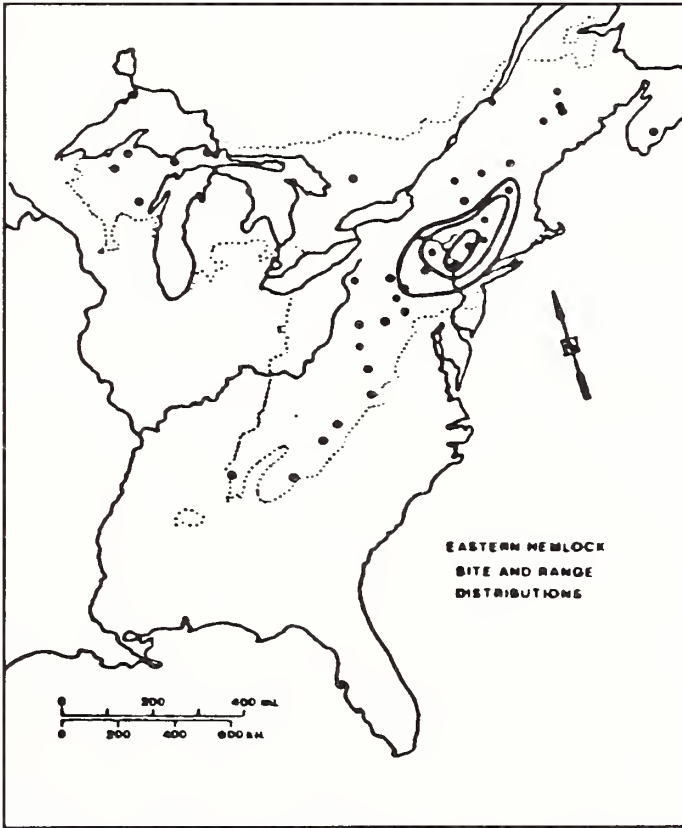 EASTERN HEMLOCK
SITE AND RANGE
DISTRIBUTIONS
0 200 400 mi.
0 200 400 600 km.